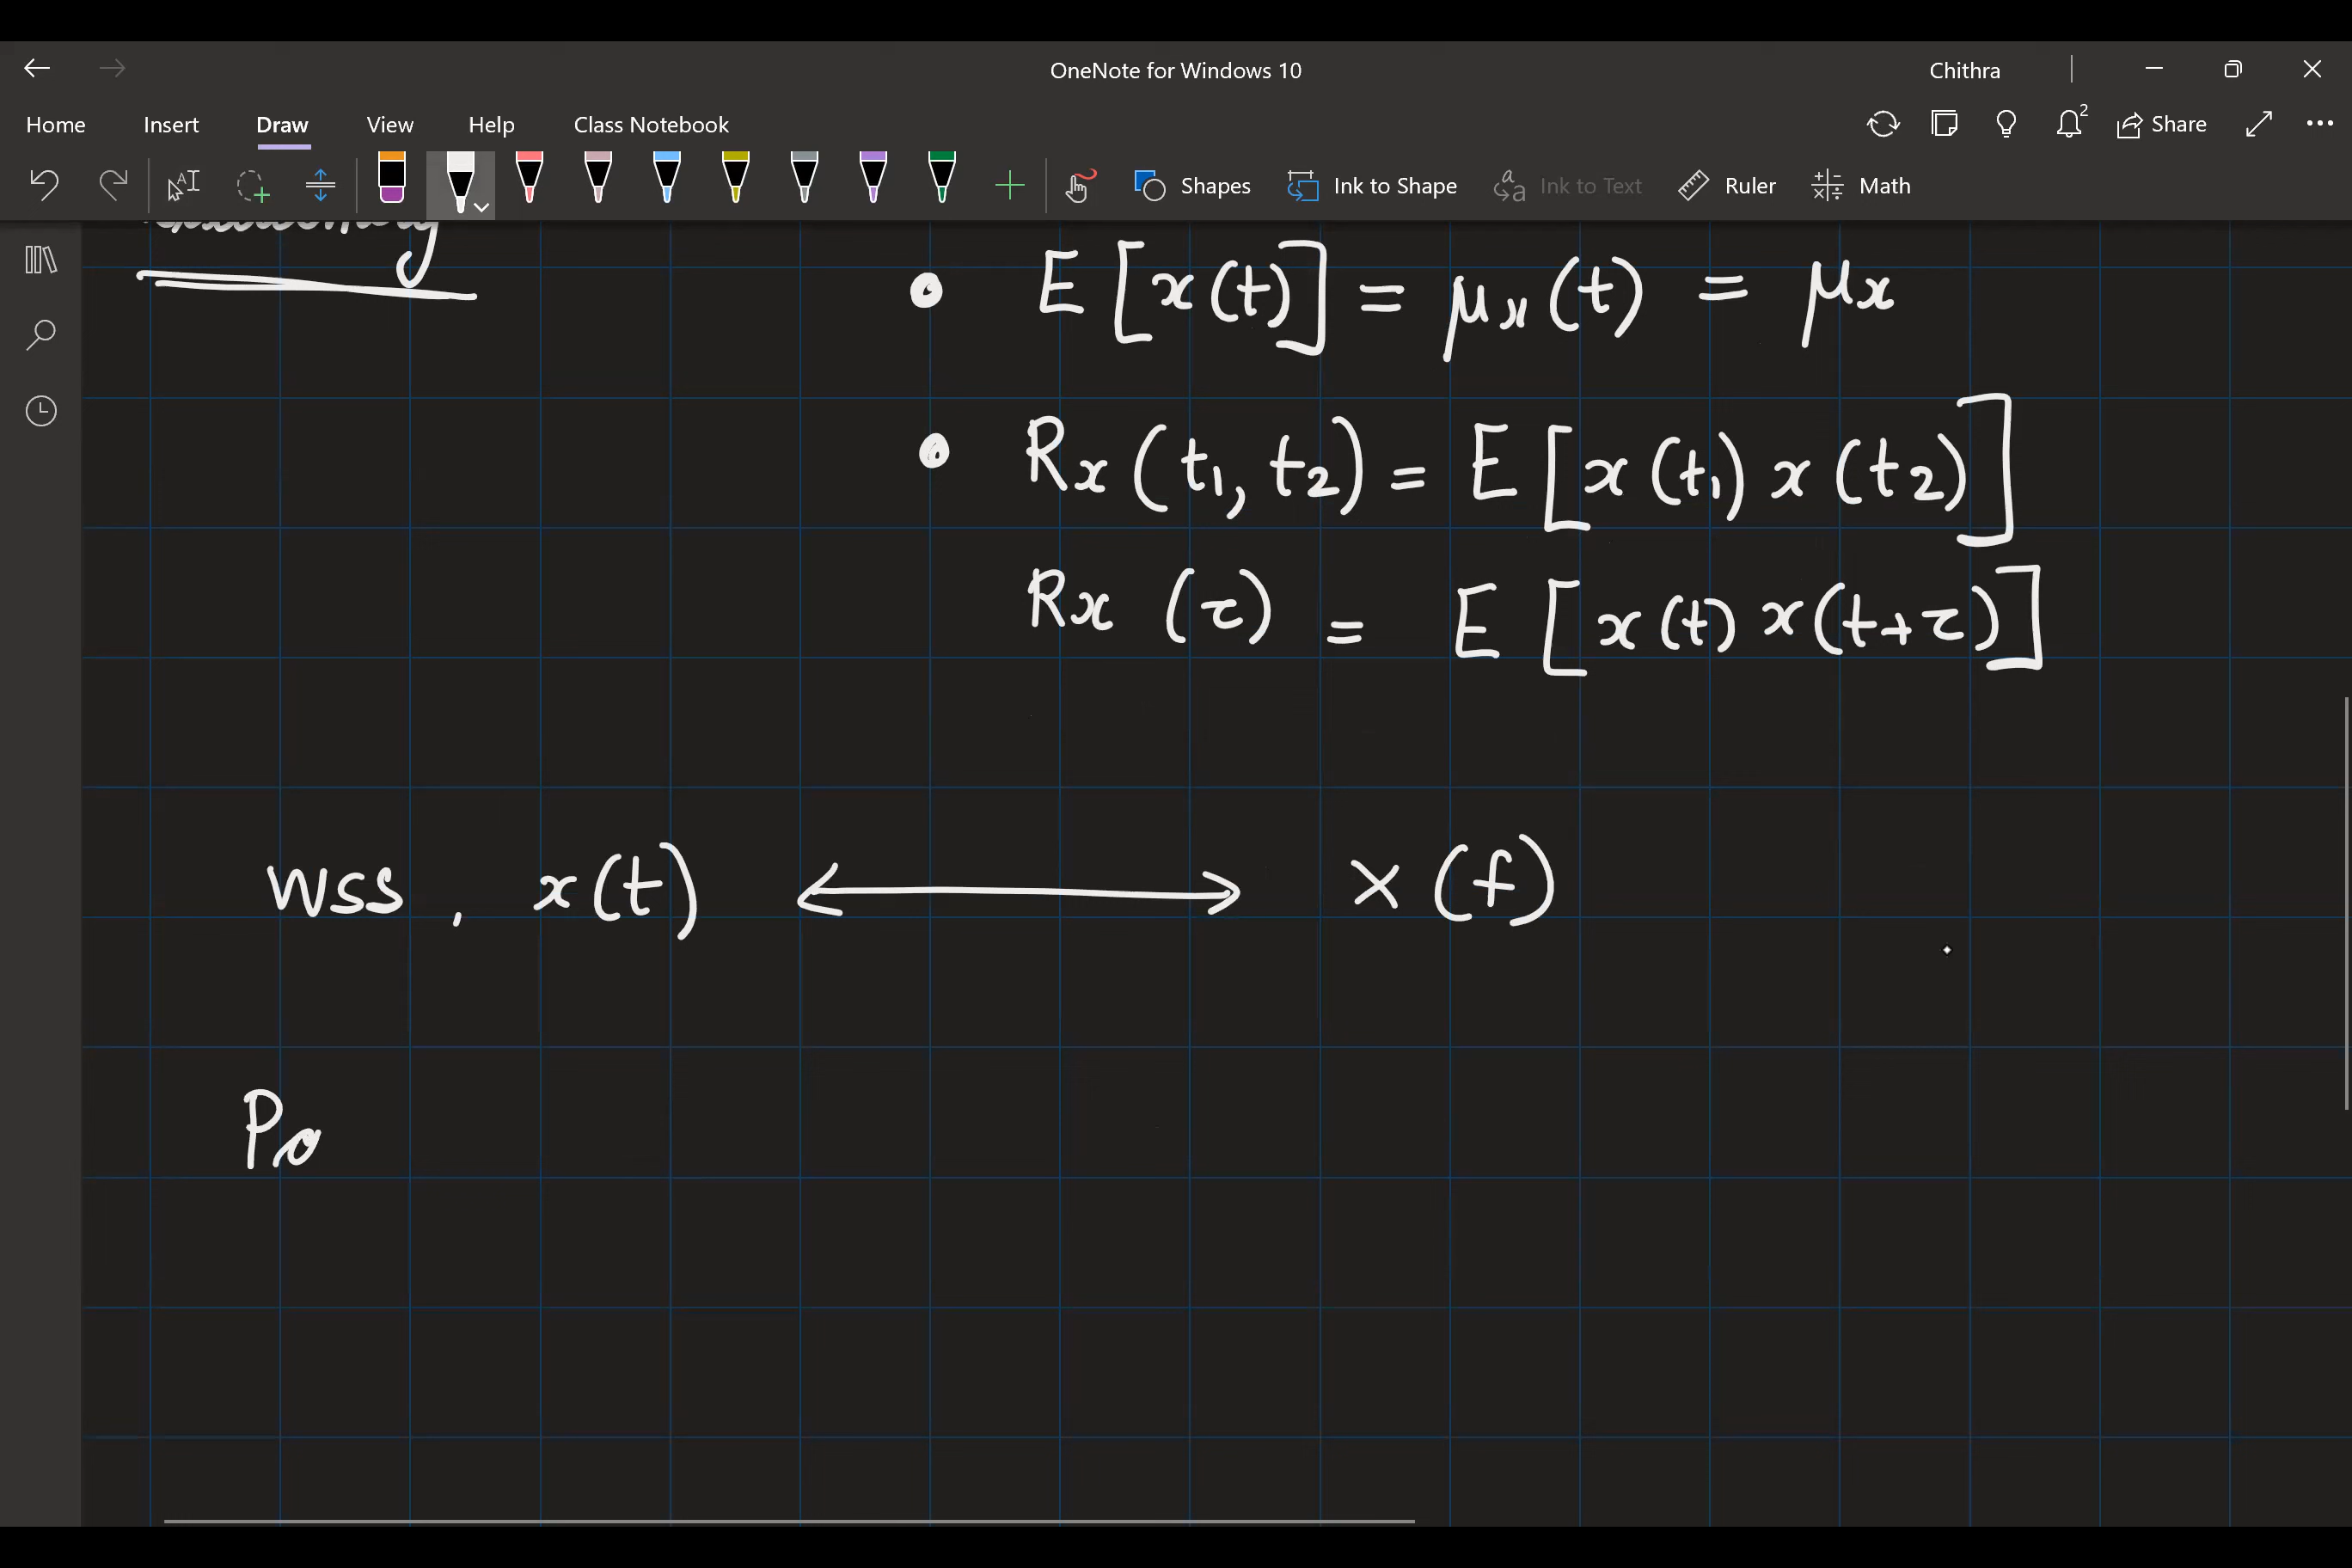 OneNote for Windows 10
Chithra
Home Insert Draw View Help Class Notebook
2 Share
Shapes Ink to Shape Ink to Text Ruler Math
E[x(t)] = μx(t) = μx
Rx(t1, t2) = E[x(t1) x(t2)]
Rx(τ) = E[x(t) x(t+τ)]
WSS, x(t) ⟷ X(f)
Po